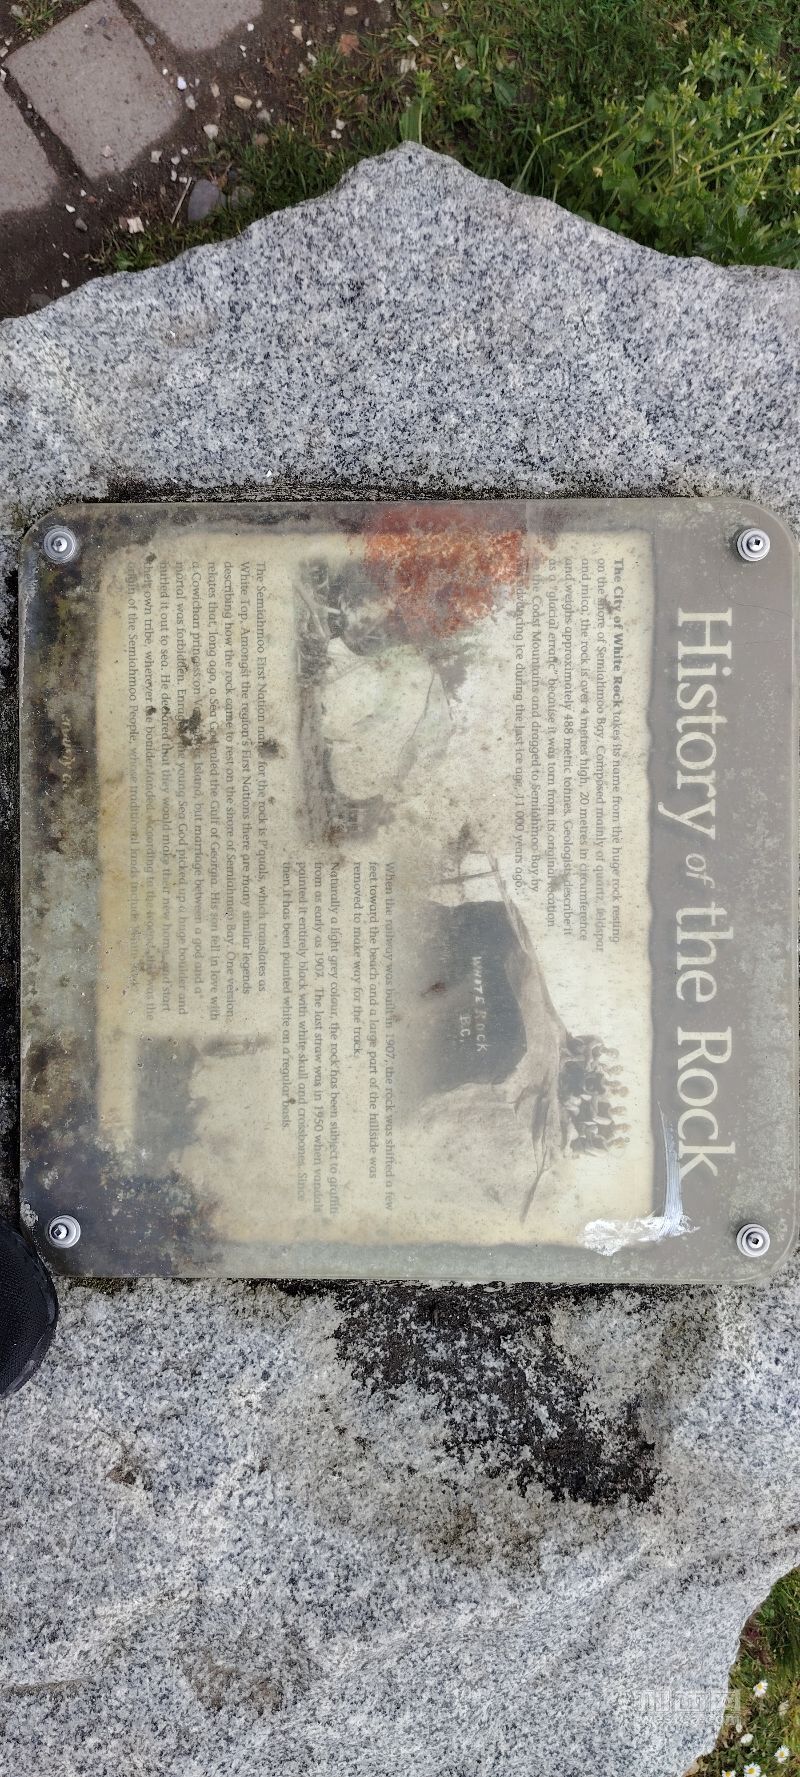 History of the Rock
The City of White Rock takes its name from the huge rock resting
on the shore of Semiahmoo Bay. Composed mainly of quartz, feldspar
and mica, the rock is over 4 metres high, 20 metres in circumference
and weighs approximately 488 metric tonnes. Geologists describe it
as a "glacial erratic" because it was torn from its original location
the Coast Mountains and dragged to Semiahmoo Bay by
ice during the last ice age, 11 000 years ago.
WHITE ROCK
B.C.
When the railway was built in 1907, the rock was shifted a few
feet toward the beach and a large part of the hillside was
removed to make way for the track.
Naturally a light grey colour, the rock has been subject to graffiti
from as early as 1902. The last straw was in 1950 when vandals
painted it entirely black with white skull and crossbones. Since
then it has been painted white on a regular basis.
The Semiahmoo First Nation name for the rock is P'quals, which translates as
White Top. Amongst the region's First Nations there are many similar legends
describing how the rock came to rest on the shore of Semiahmoo Bay. One version
relates that, long ago, a Sea God ruled the Gulf of Georgia. His son fell in love with
a Cowichan princess on Island, but marriage between a god and a
mortal was forbidden. Enraged, the young Sea God picked up a huge boulder and
hurled it out to sea. He declared that they would make their new home, and start
their own tribe, wherever the boulder landed. According to the legend, this was the
origin of the Semiahmoo People, whose traditional lands include White Rock.